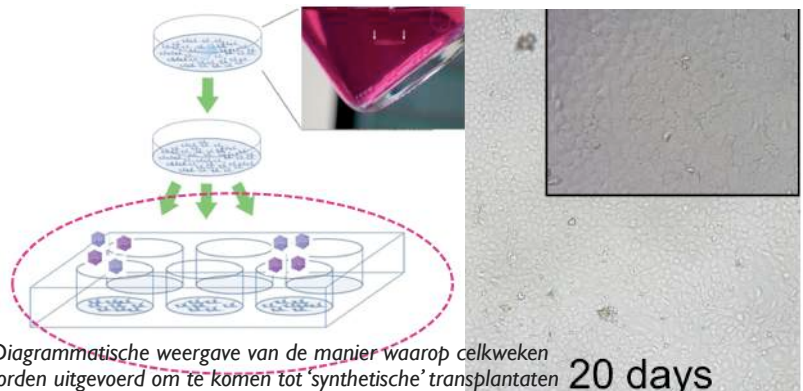 Diagrammatische weergave van de manier waarop celkweken
orden uitgevoerd om te komen tot ‘synthetische’ transplantaten
20 days